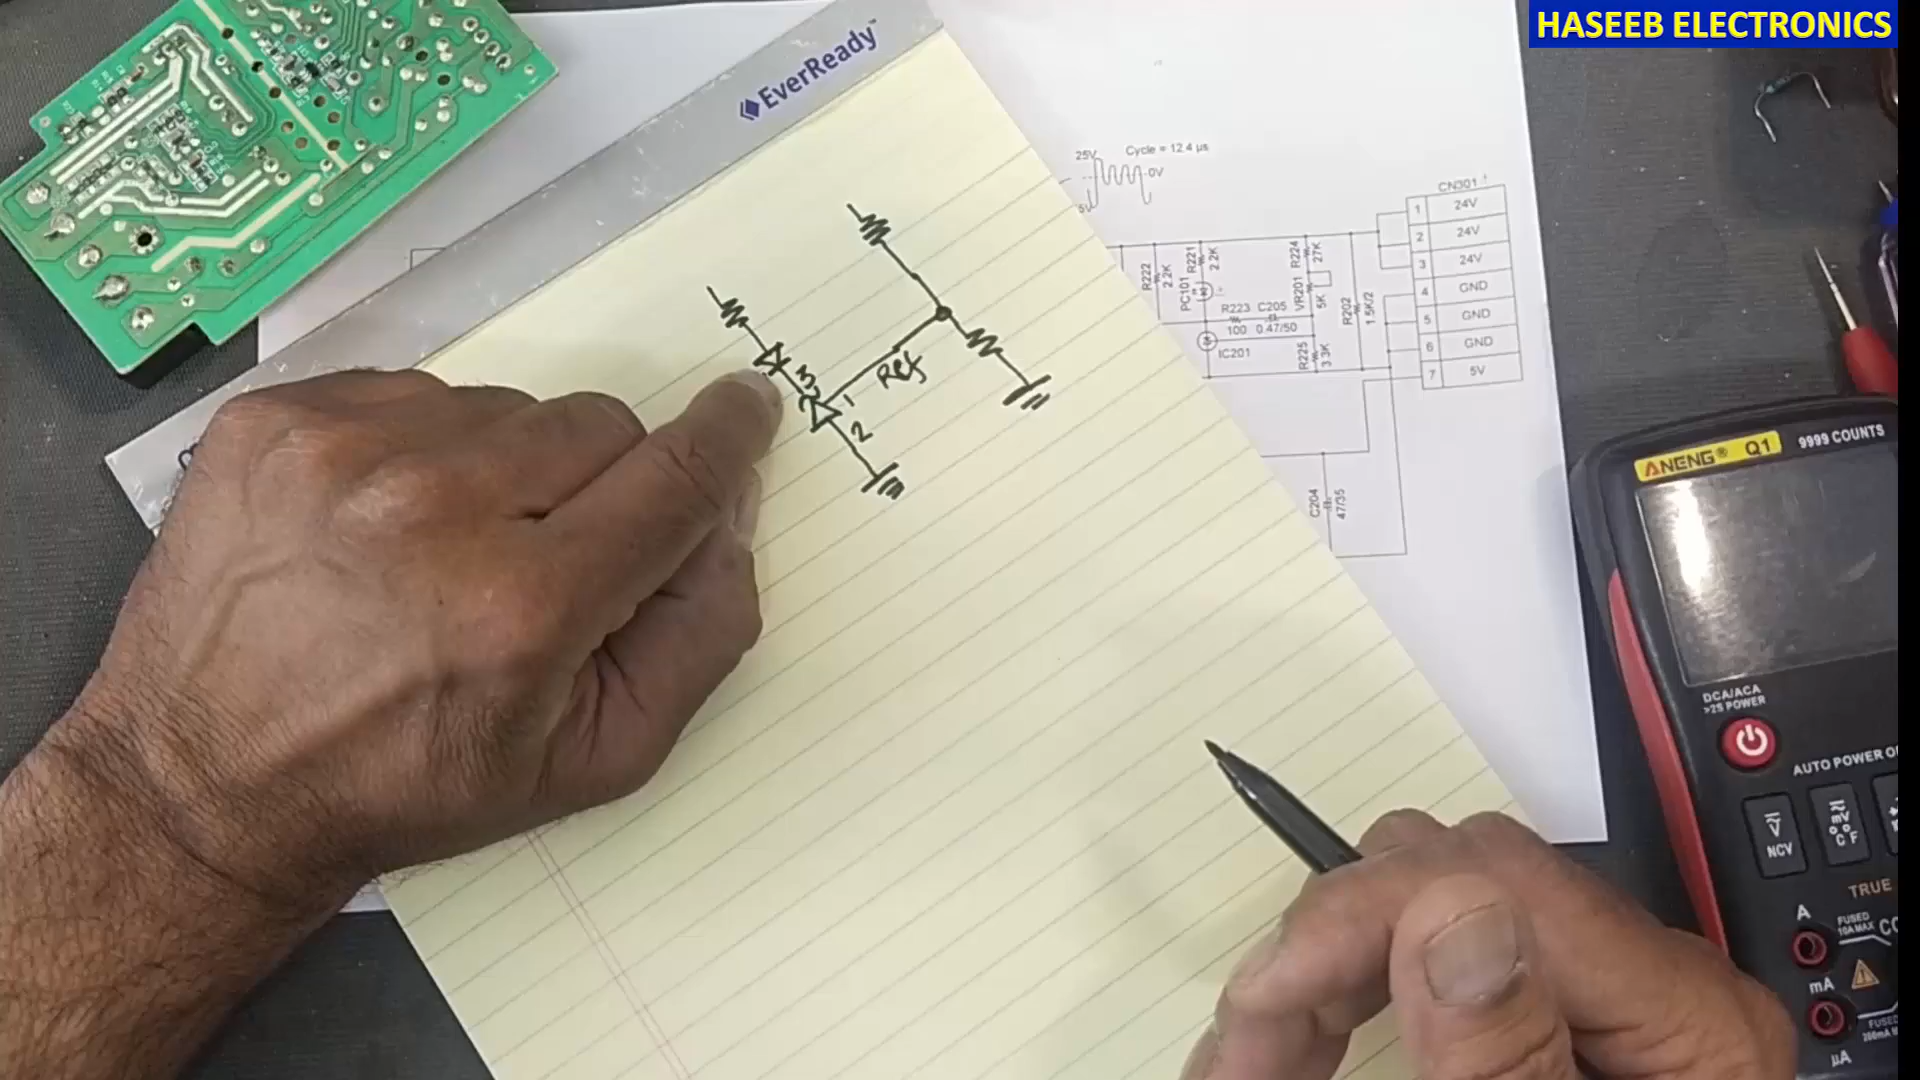 HASEEB ELECTRONICS
EverReady
25V
Cycle = 12.4 µs
0V
5V
CN301
1 24V
2 24V
3 24V
4 GND
5 GND
6 GND
7 5V
R222
2.2K
PC101
R221
2.2K
R224
27K
VR201
5K
R223 C205
100 0.47/50
R202
1.5K/2
IC201
R225
3.3K
C204
47/35
3
1
2
Ref
ANENG® Q1
9999 COUNTS
DCA/ACA
>2S POWER
AUTO POWER
V
NCV
mV
°C °F
TRUE
A
FUSED
10A MAX
mA
FUSED
µA